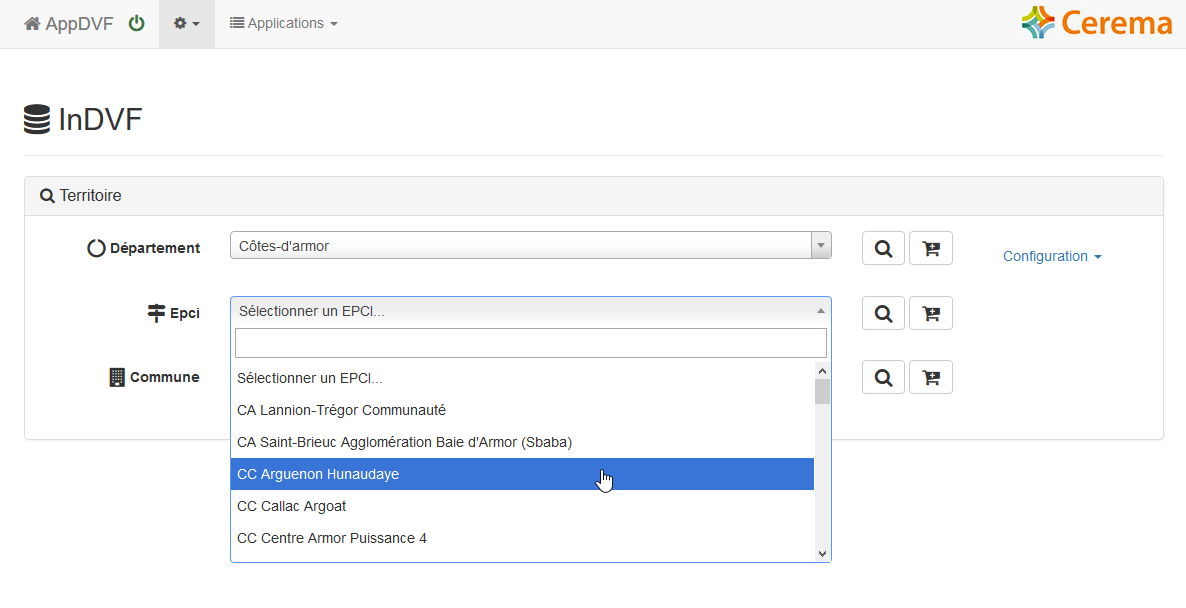 AppDVF
Applications
Cerema
InDVF
Territoire
Département
Côtes-d'armor
Configuration
Epci
Sélectionner un EPCI...
Commune
Sélectionner un EPCI...
CA Lannion-Trégor Communauté
CA Saint-Brieuc Agglomération Baie d'Armor (Sbaba)
CC Arguenon Hunaudaye
CC Callac Argoat
CC Centre Armor Puissance 4